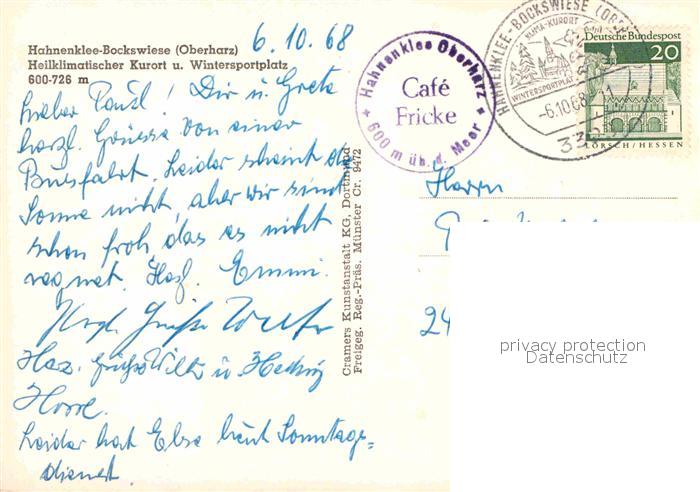 Hahnenklee-Bockswiese (Oberharz)
Heilklimatischer Kurort u. Wintersportplatz
600-726 m
6.10.68
Lieber Paul! Dir u. Grete
herzl. Grüsse von einer
Busfahrt. Leider scheint die
Sonne nicht, aber wir sind
schon froh das es nicht
regnet. Herzl. Emmi.
Herzl. Grüße
Herz. grüßt Willi u. Hedwig
Leider hat Else heut Sonntags=
dienst.
Cramers Kunstanstalt KG, Dortmund
Freigeg. Reg.-Präs. Münster Cr. 9472
Hahnenklee Oberharz
Café
Fricke
600 m üb. d. Meer
HAHNENKLEE-BOCKSWIESE
KLIMA-KURORT
WINTERSPORTPLATZ
-6.10.68
Deutsche Bundespost
20
LORSCH/HESSEN
Herrn
24
privacy protection
Datenschutz